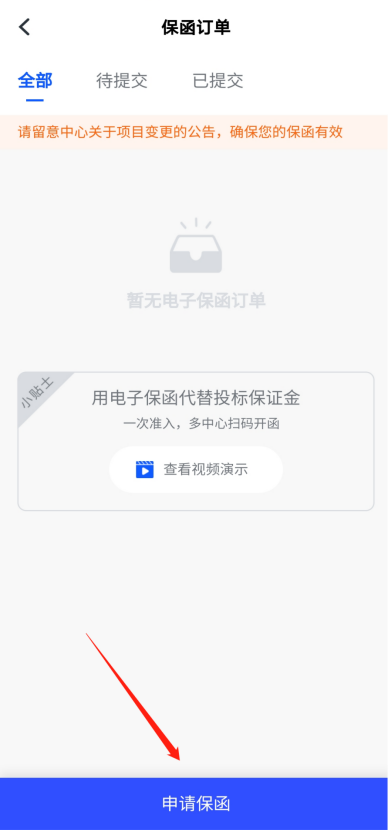 保函订单
全部 待提交 已提交
请留意中心关于项目变更的公告，确保您的保函有效
暂无电子保函订单
小贴士
用电子保函代替投标保证金
一次准入，多中心扫码开函
查看视频演示
申请保函